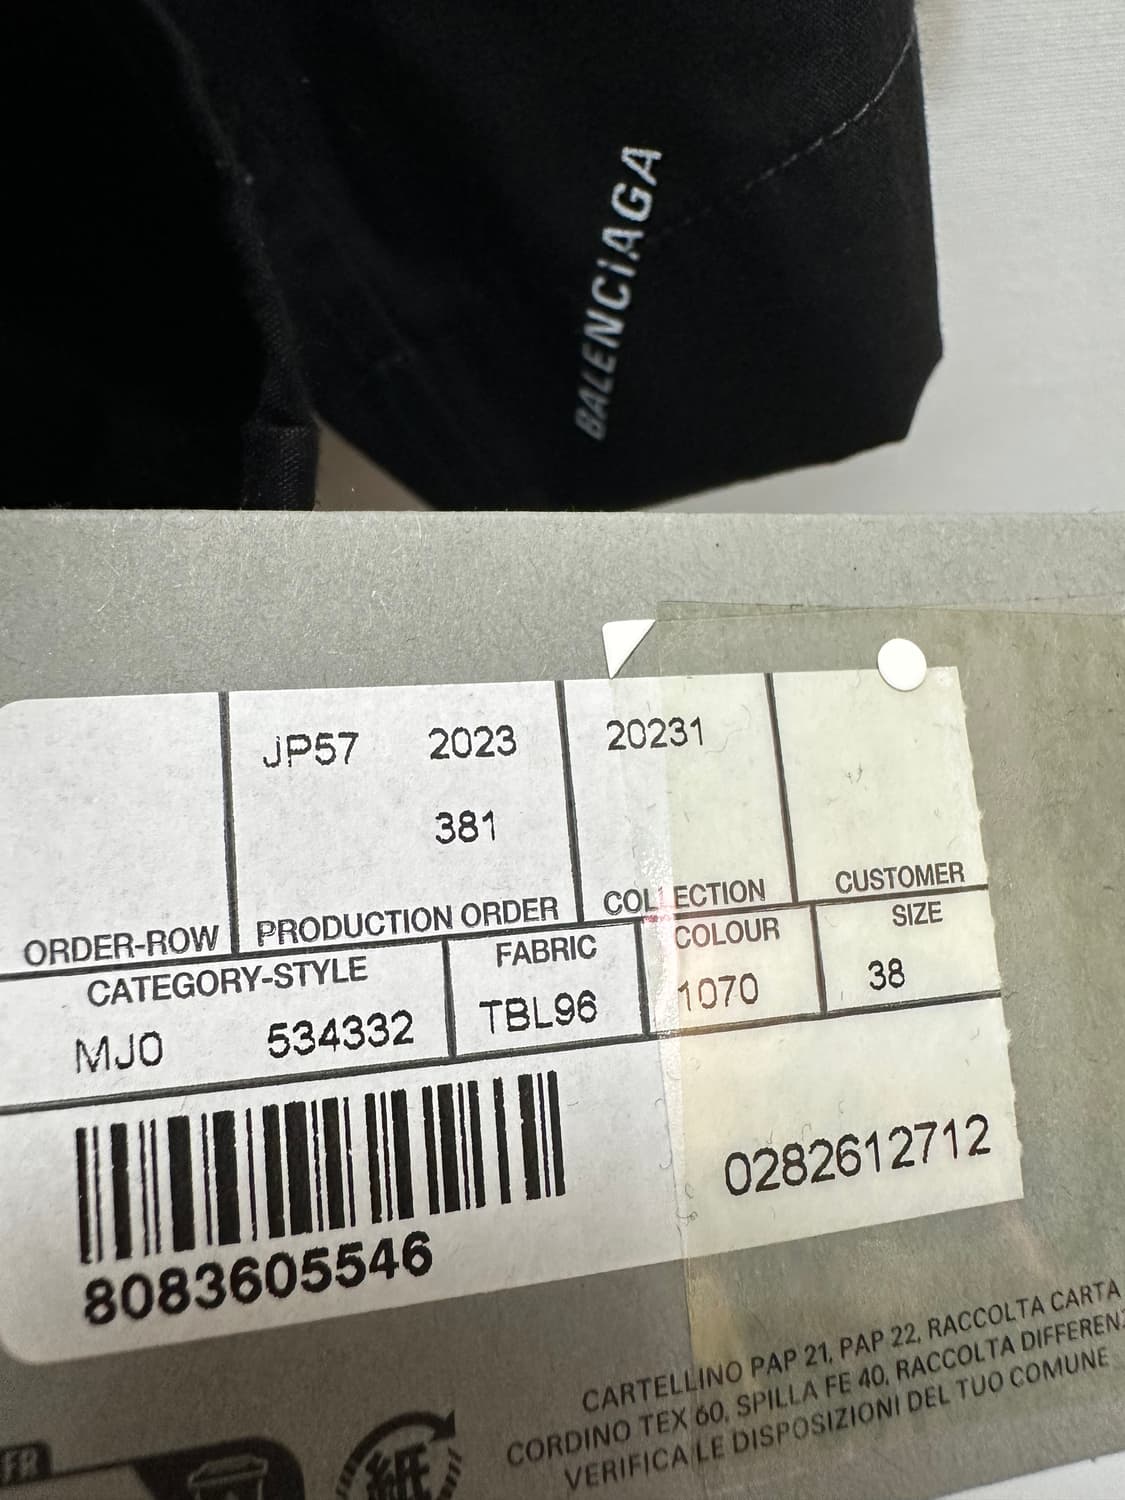 BALENCIAGA
JP57 2023 20231
381
ORDER-ROW PRODUCTION ORDER COLLECTION CUSTOMER
CATEGORY-STYLE FABRIC COLOUR SIZE
MJ0 534332 TBL96 1070 38
8083605546
0282612712
CARTELLINO PAP 21, PAP 22, RACCOLTA CARTA
CORDINO TEX 60, SPILLA FE 40, RACCOLTA DIFFERENZ
VERIFICA LE DISPOSIZIONI DEL TUO COMUNE
FR
紙